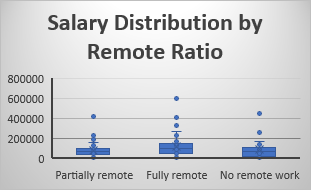 Salary Distribution by
Remote Ratio
800000
600000
400000
200000
0
Partially remote Fully remote No remote work